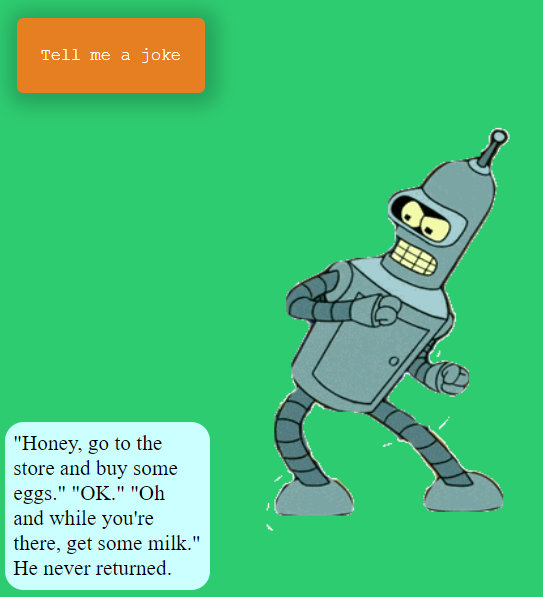 Tell me a joke
"Honey, go to the
store and buy some
eggs." "OK." "Oh
and while you're
there, get some milk."
He never returned.